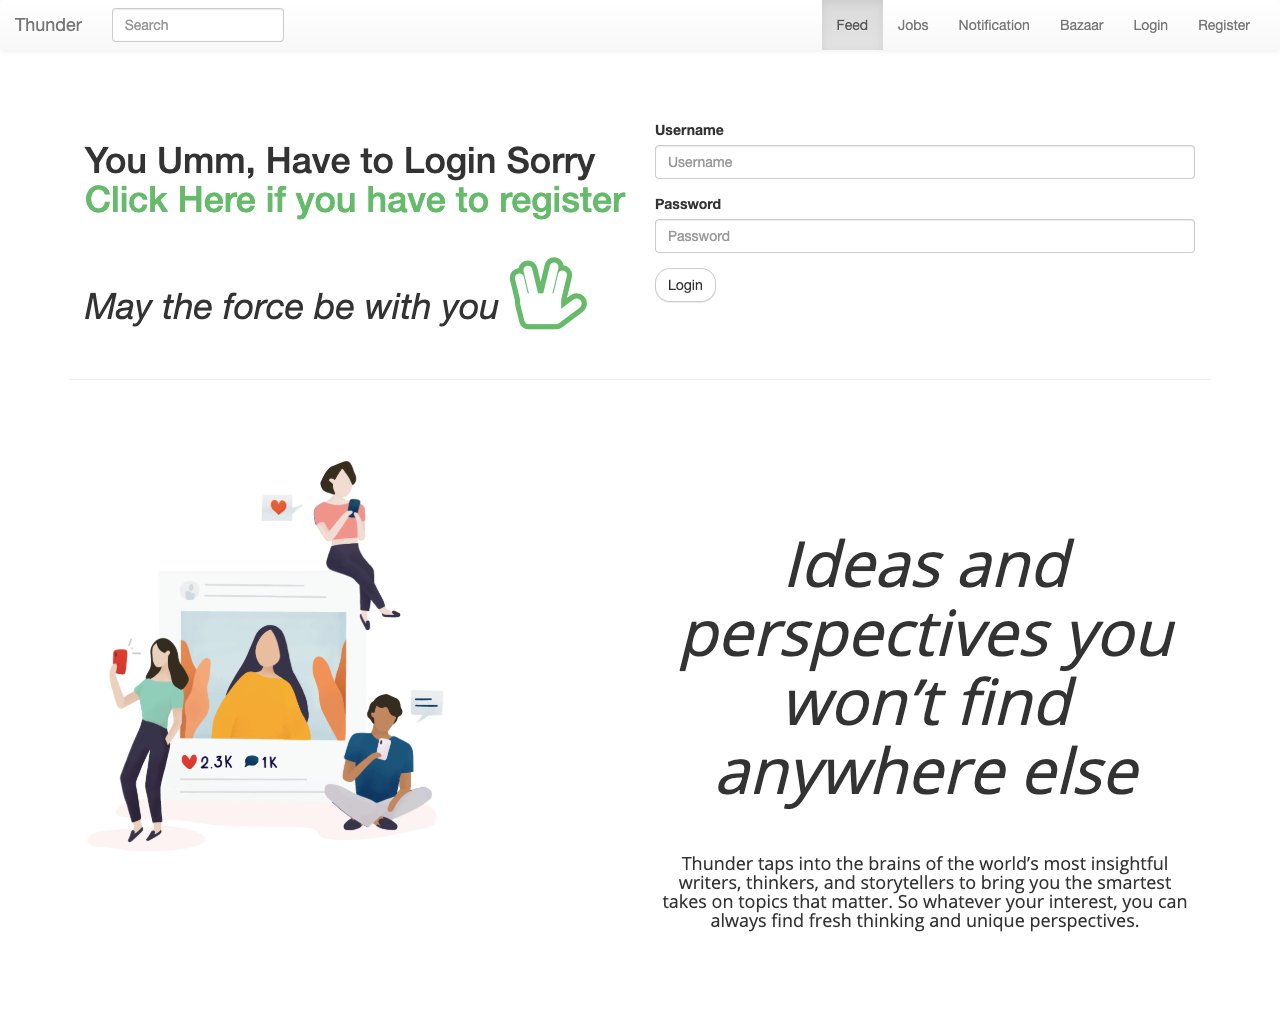 Thunder
Search
Feed
Jobs
Notification
Bazaar
Login
Register
You Umm, Have to Login Sorry
Click Here if you have to register
May the force be with you
Username
Username
Password
Password
Login
2.3K
1K
Ideas and
perspectives you
won’t find
anywhere else
Thunder taps into the brains of the world’s most insightful
writers, thinkers, and storytellers to bring you the smartest
takes on topics that matter. So whatever your interest, you can
always find fresh thinking and unique perspectives.